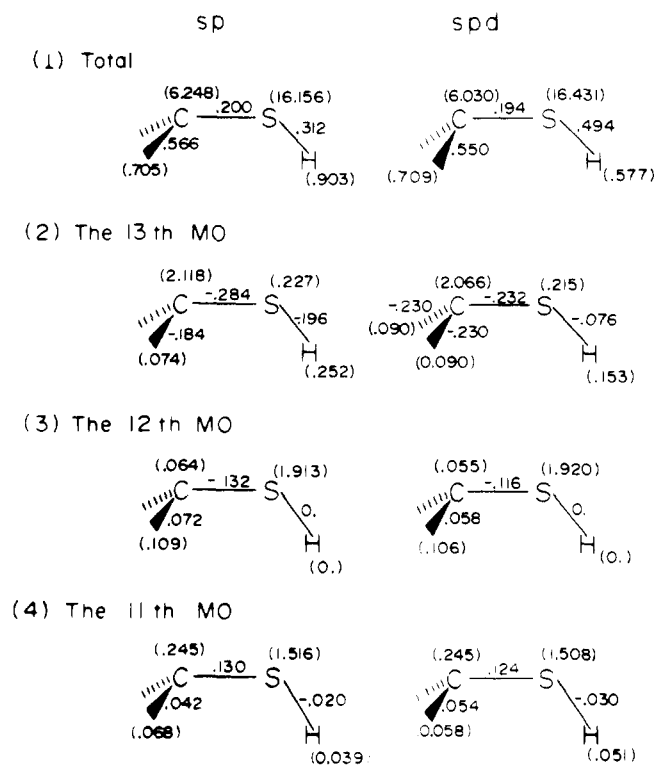 sp spd
(1) Total
(6.248) .200 (16.156) (6.030) .194 (16.431)
C S C S
.566 .312 .550 .494
(.705) H (.903) (.709) H (.577)
(2) The 13th MO
(2.118) -.284 (.227) (2.066) -.232 (.215)
C S -.230 C S
-.184 -.196 (.090) -.230 -.076
(.074) H (.252) (0.090) H (.153)
(3) The 12th MO
(.064) -.132 (1.913) (.055) -.116 (1.920)
C S C S
.072 0. .058 0.
(.109) H (0.) (.106) H (0.)
(4) The 11th MO
(.245) .130 (1.516) (.245) .124 (1.508)
C S C S
.042 -.020 .054 -.030
(.068) H (0.039) (0.058) H (.051)